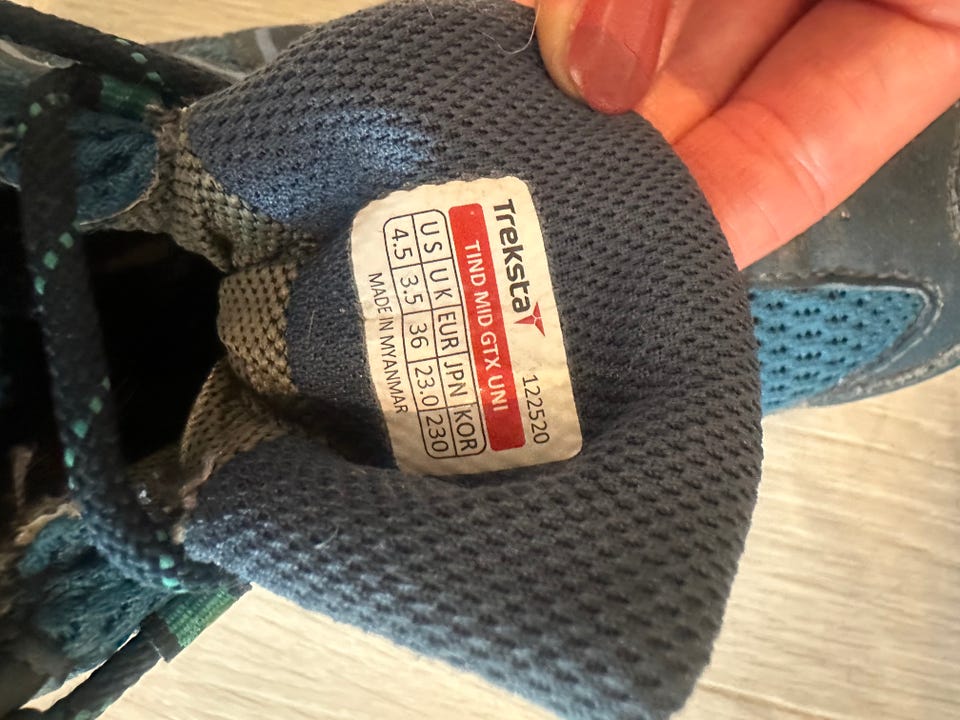 Treksta
122520
TIND MID GTX UNI
US UK EUR JPN KOR
4.5 3.5 36 23.0 230
MADE IN MYANMAR